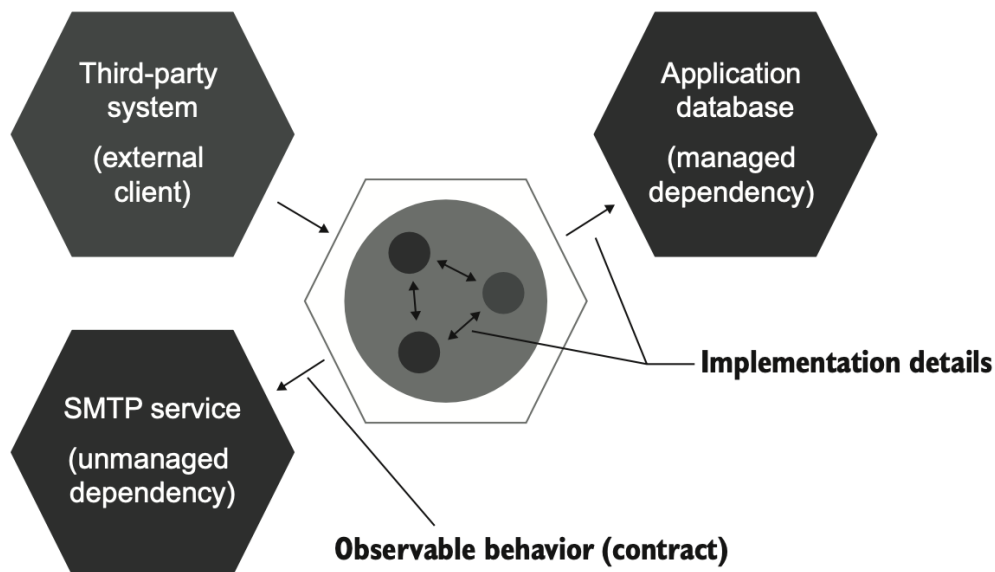 Third-party
system
(external
client)
Application
database
(managed
dependency)
Implementation details
SMTP service
(unmanaged
dependency)
Observable behavior (contract)